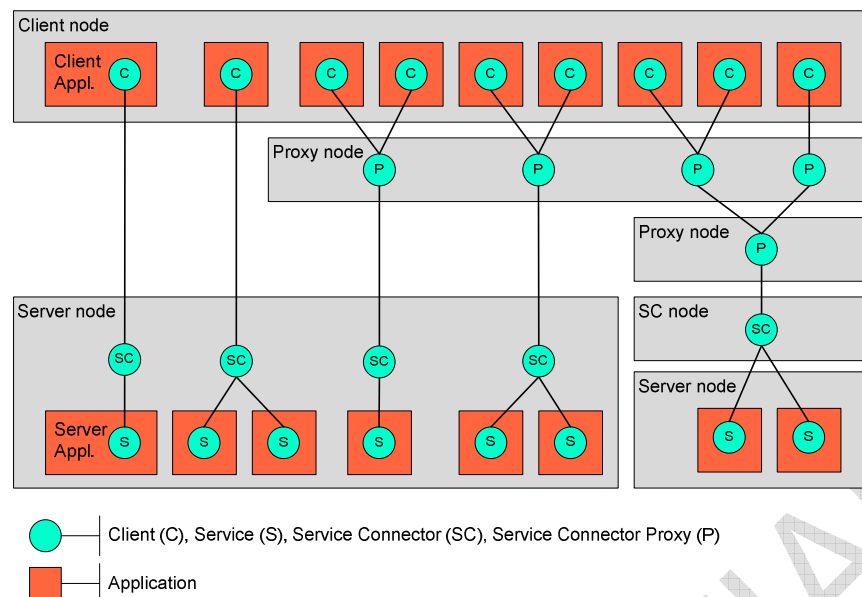 Client node
Client
Appl.
C
C
C
C
C
C
C
C
C
Proxy node
P
P
P
P
Proxy node
P
Server node
SC node
SC
SC
SC
SC
SC
Server node
Server
Appl.
S
S
S
S
S
S
S
S
Client (C), Service (S), Service Connector (SC), Service Connector Proxy (P)
Application